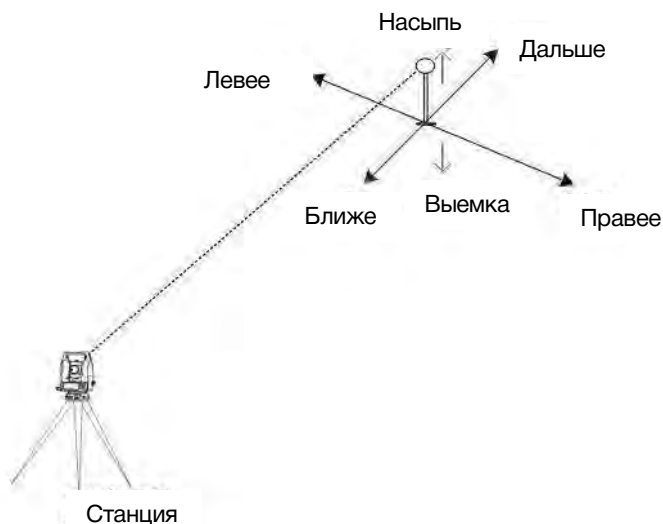 Насыпь
Дальше
Левее
Ближе
Выемка
Правее
Станция